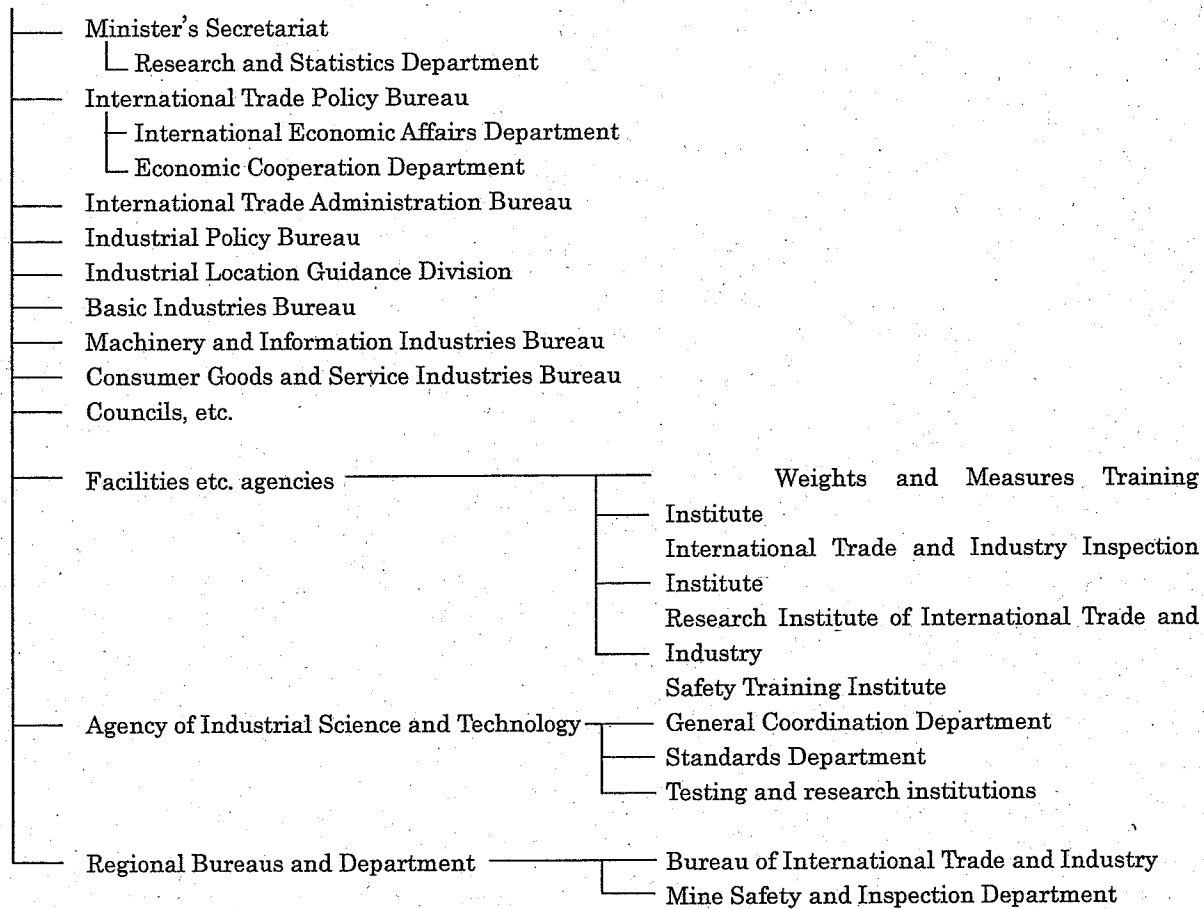 Minister's Secretariat
Research and Statistics Department
International Trade Policy Bureau
International Economic Affairs Department
Economic Cooperation Department
International Trade Administration Bureau
Industrial Policy Bureau
Industrial Location Guidance Division
Basic Industries Bureau
Machinery and Information Industries Bureau
Consumer Goods and Service Industries Bureau
Councils, etc.
Facilities etc. agencies Weights and Measures Training
Institute
International Trade and Industry Inspection
Institute
Research Institute of International Trade and
Industry
Safety Training Institute
Agency of Industrial Science and Technology General Coordination Department
Standards Department
Testing and research institutions
Regional Bureaus and Department Bureau of International Trade and Industry
Mine Safety and Inspection Department